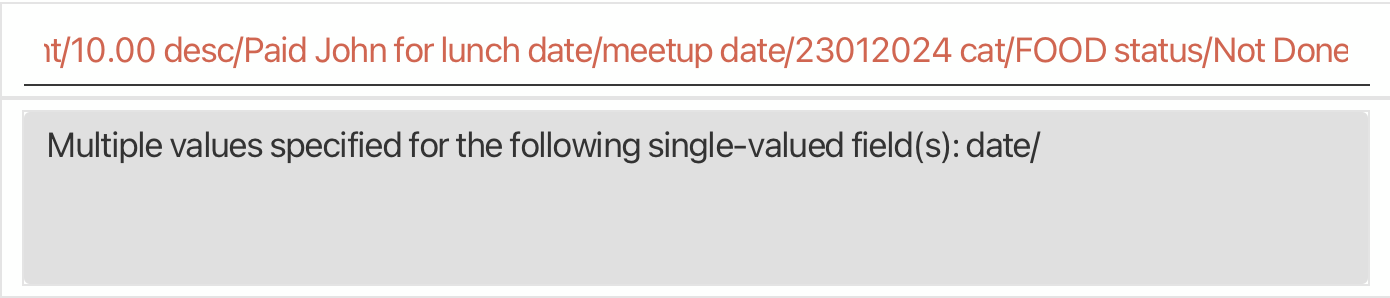 nt/10.00 desc/Paid John for lunch date/meetup date/23012024 cat/FOOD status/Not Done
Multiple values specified for the following single-valued field(s): date/